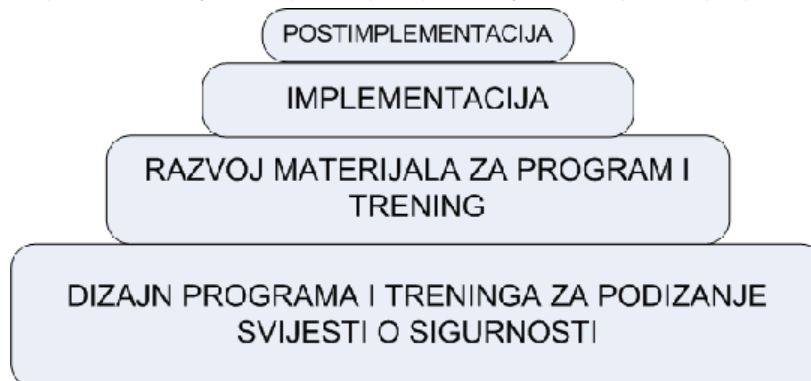 POSTIMPLEMENTACIJA
IMPLEMENTACIJA
RAZVOJ MATERIJALA ZA PROGRAM I
TRENING
DIZAJN PROGRAMA I TRENINGA ZA PODIZANJE
SVIJESTI O SIGURNOSTI